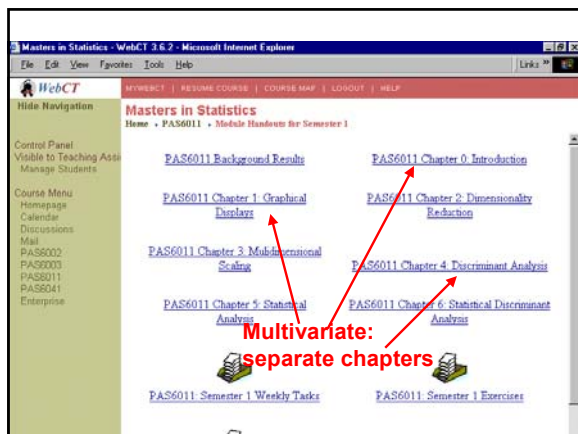 Masters in Statistics - WebCT 3.6.2 - Microsoft Internet Explorer
File Edit View Favorites Tools Help Links »
WebCT
MYWEBCT | RESUME COURSE | COURSE MAP | LOGOUT | HELP
Hide Navigation
Masters in Statistics
Home › PAS6011 › Module Handouts for Semester 1
Control Panel
Visible to Teaching Assi
Manage Students
Course Menu
Homepage
Calendar
Discussions
Mail
PAS6002
PAS6003
PAS6011
PAS6041
Enterprise
PAS6011 Background Results
PAS6011 Chapter 0: Introduction
PAS6011 Chapter 1: Graphical
Displays
PAS6011 Chapter 2: Dimensionality
Reduction
PAS6011 Chapter 3: Multidimensional
Scaling
PAS6011 Chapter 4: Discriminant Analysis
PAS6011 Chapter 5: Statistical
Analysis
PAS6011 Chapter 6: Statistical Discriminant
Analysis
Multivariate:
separate chapters
PAS6011: Semester 1 Weekly Tasks
PAS6011: Semester 1 Exercises